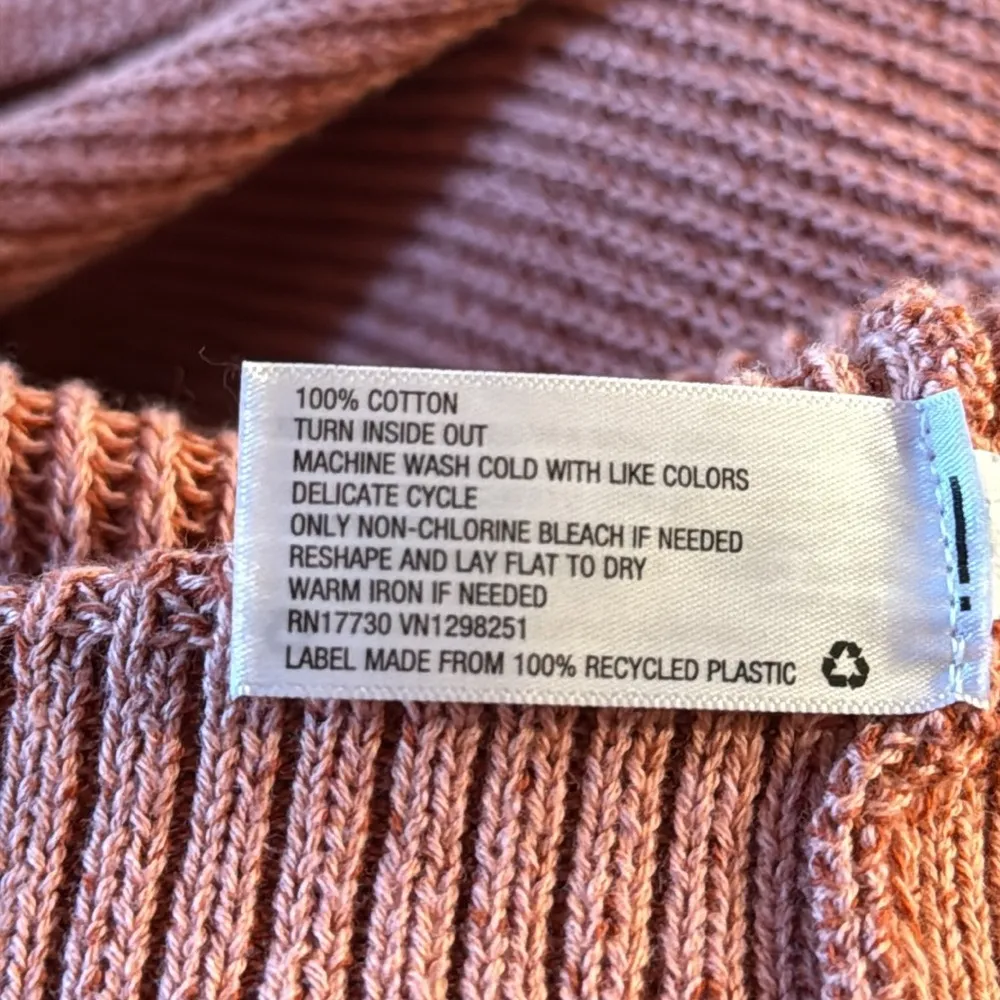 100% COTTON
TURN INSIDE OUT
MACHINE WASH COLD WITH LIKE COLORS
DELICATE CYCLE
ONLY NON-CHLORINE BLEACH IF NEEDED
RESHAPE AND LAY FLAT TO DRY
WARM IRON IF NEEDED
RN17730 VN1298251
LABEL MADE FROM 100% RECYCLED PLASTIC